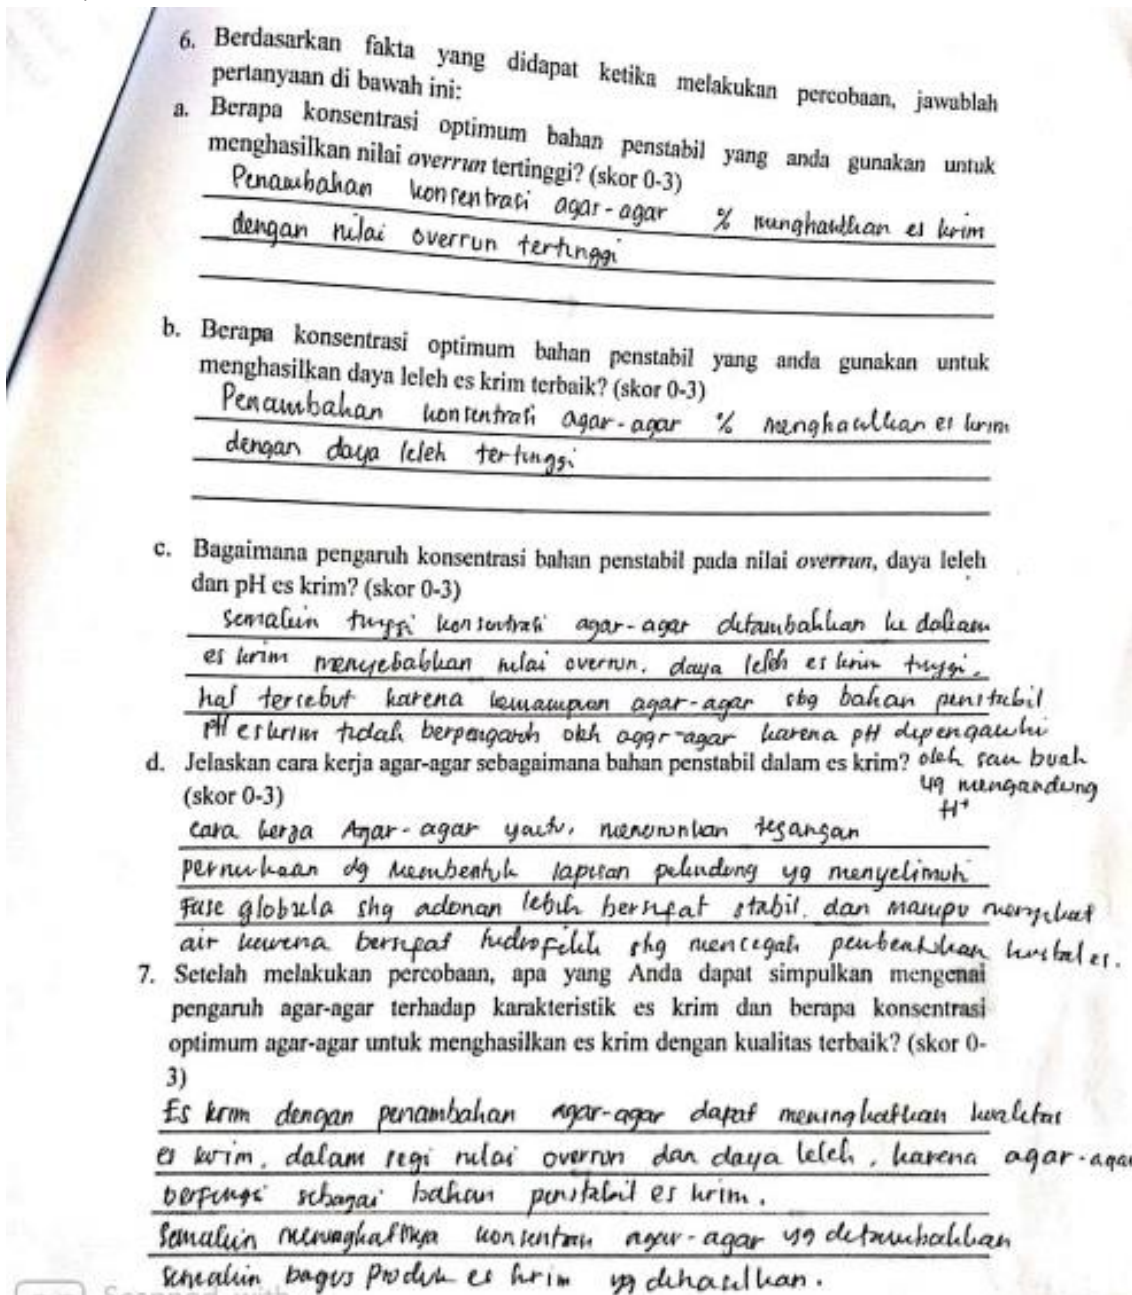 6. Berdasarkan fakta yang didapat ketika melakukan percobaan, jawablah
pertanyaan di bawah ini:
a. Berapa konsentrasi optimum bahan penstabil yang anda gunakan untuk
menghasilkan nilai overrun tertinggi? (skor 0-3)
Penambahan konsentrasi agar-agar % menghasilkan es krim
dengan nilai overrun tertinggi
b. Berapa konsentrasi optimum bahan penstabil yang anda gunakan untuk
menghasilkan daya leleh es krim terbaik? (skor 0-3)
Penambahan konsentrasi agar-agar % menghasilkan es krim
dengan daya leleh tertinggi
c. Bagaimana pengaruh konsentrasi bahan penstabil pada nilai overrun, daya leleh
dan pH es krim? (skor 0-3)
semakin tinggi konsentrasi agar-agar ditambahkan ke dalam
es krim menyebabkan nilai overrun, daya leleh es krim tinggi.
hal tersebut karena kemampuan agar-agar sbg bahan penstabil
pH es krim tidak berpengaruh oleh agar-agar karena pH dipengaruhi
oleh sari buah
yg mengandung
H⁺
d. Jelaskan cara kerja agar-agar sebagaimana bahan penstabil dalam es krim?
(skor 0-3)
cara kerja Agar-agar yaitu, menurunkan tegangan
permukaan dg membentuk lapisan pelindung yg menyelimuti
fase globula shg adonan lebih bersifat stabil. dan mampu mengikat
air karena bersifat hidrofilik shg mencegah pembentukan kristal es.
7. Setelah melakukan percobaan, apa yang Anda dapat simpulkan mengenai
pengaruh agar-agar terhadap karakteristik es krim dan berapa konsentrasi
optimum agar-agar untuk menghasilkan es krim dengan kualitas terbaik? (skor 0-
3)
Es krim dengan penambahan agar-agar dapat meningkatkan kualitas
es krim, dalam segi nilai overrun dan daya leleh, karena agar-agar
berfungsi sebagai bahan penstabil es krim.
Semakin meningkatnya konsentrasi agar-agar yg ditambahkan
semakin bagus produk es krim yg dihasilkan.